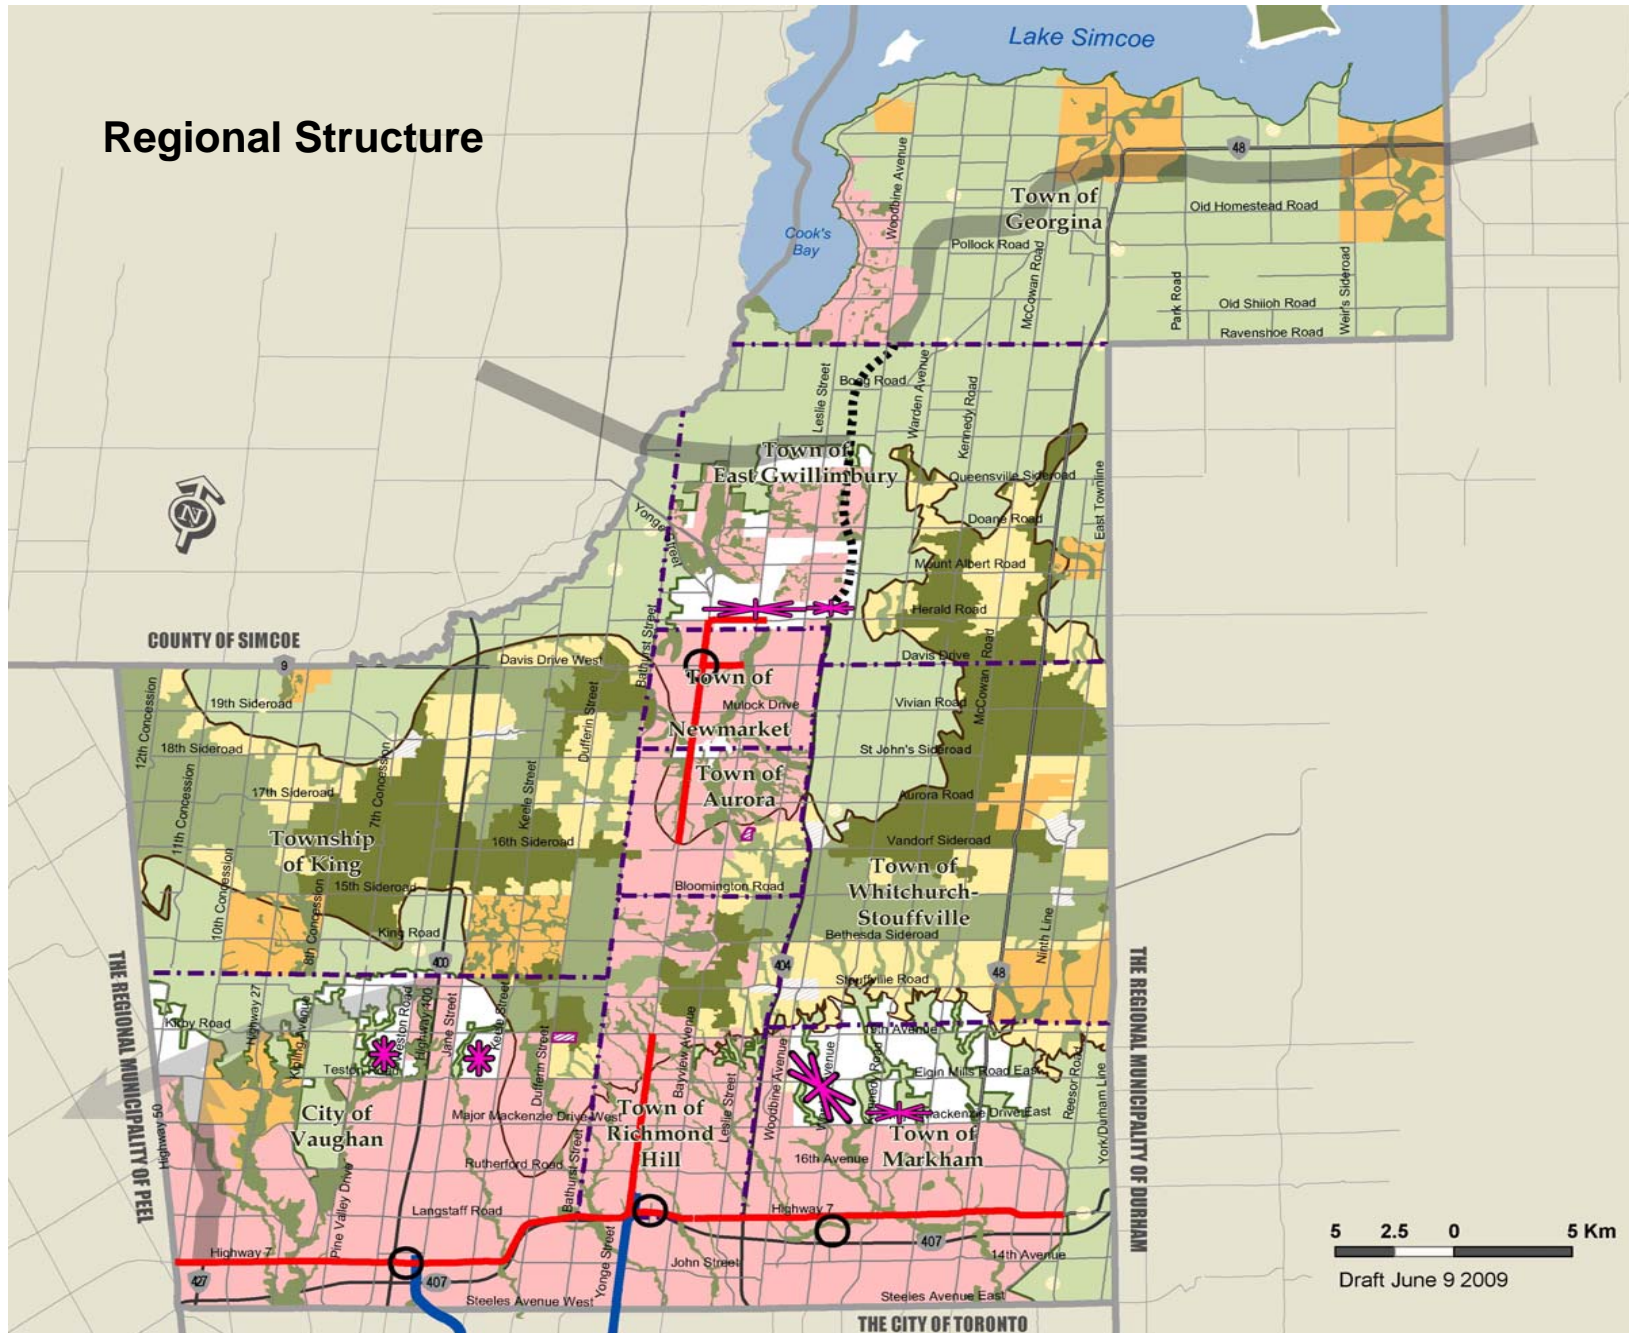 Lake Simcoe
Regional Structure
48
Woodbine Avenue
Town of
Georgina
Old Homestead Road
Cook's
Bay
Pollock Road
McCowan Road
Park Road
Weir's Sideroad
Old Shiloh Road
Ravenshoe Road
Leslie Street
Boag Road
Warden Avenue
Kennedy Road
Town of
East Gwillimbury
Queensville Sideroad
East Townline
Yonge Street
Doane Road
N
Mount Albert Road
Herald Road
COUNTY OF SIMCOE
9
Bathurst Street
Davis Drive West
Davis Drive
McCowan Road
Town of
Newmarket
12th Concession
19th Sideroad
Dufferin Street
Mulock Drive
Vivian Road
18th Sideroad
7th Concession
St John's Sideroad
Town of
Aurora
11th Concession
17th Sideroad
Keele Street
Aurora Road
Township
of King
16th Sideroad
Vandorf Sideroad
10th Concession
8th Concession
15th Sideroad
Bloomington Road
Town of
Whitchurch-
Stouffville
King Road
Bethesda Sideroad
Ninth Line
400
404
48
Stouffville Road
THE REGIONAL MUNICIPALITY OF PEEL
THE REGIONAL MUNICIPALITY OF DURHAM
Kirby Road
Highway 27
Kipling Avenue
Weston Road
Highway 400
Jane Street
Keele Street
Dufferin Street
Bayview Avenue
Leslie Street
Woodbine Avenue
19th Avenue
Kennedy Road
Teston Road
Elgin Mills Road East
Reesor Road
York/Durham Line
City of
Vaughan
Major Mackenzie Drive West
Town of
Richmond
Hill
Mackenzie Drive East
Town of
Markham
Highway 50
Pine Valley Drive
Rutherford Road
Bathurst Street
16th Avenue
Langstaff Road
Highway 7
Highway 7
Yonge Street
John Street
407
14th Avenue
427
407
Steeles Avenue West
Steeles Avenue East
THE CITY OF TORONTO
5 2.5 0 5 Km
Draft June 9 2009